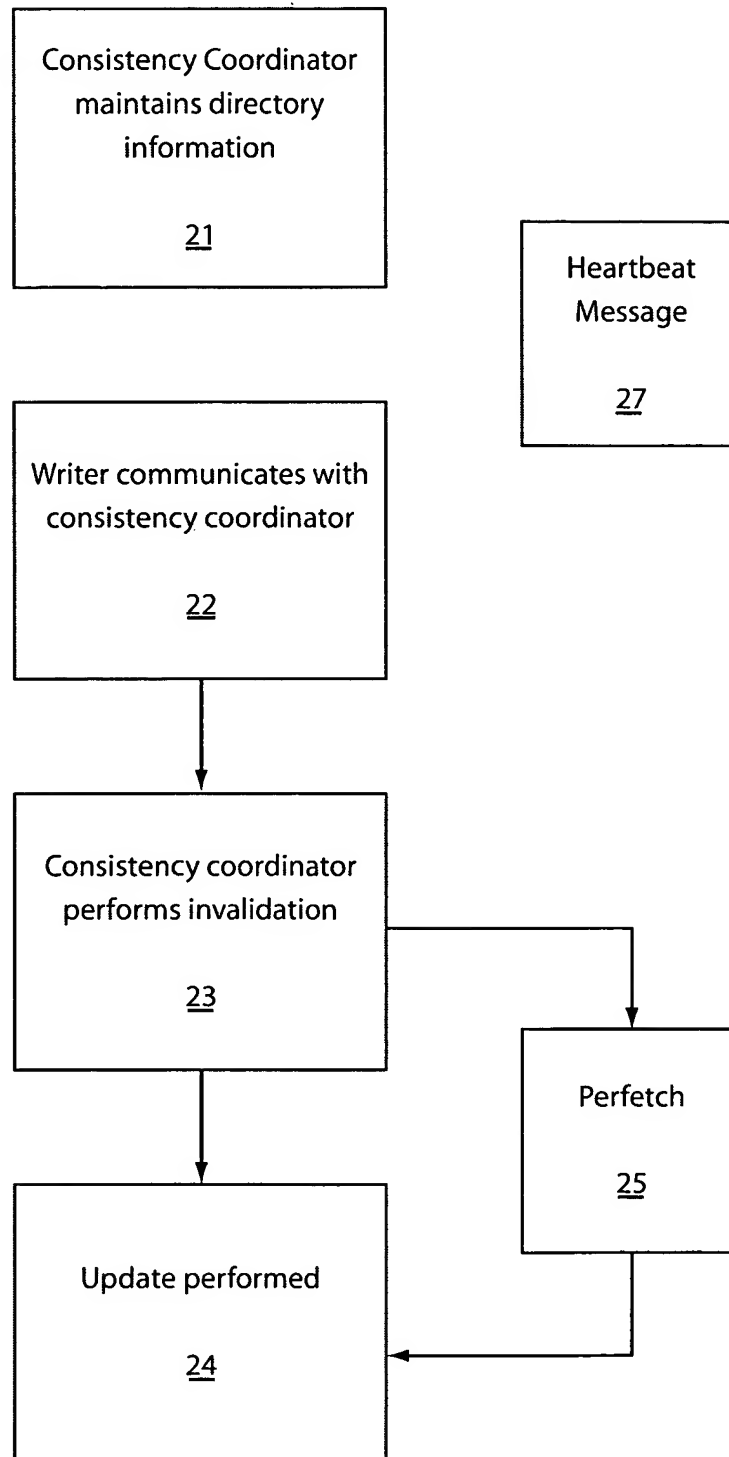 Consistency Coordinator
maintains directory
information
21
Heartbeat
Message
27
Writer communicates with
consistency coordinator
22
Consistency coordinator
performs invalidation
23
Perfetch
25
Update performed
24